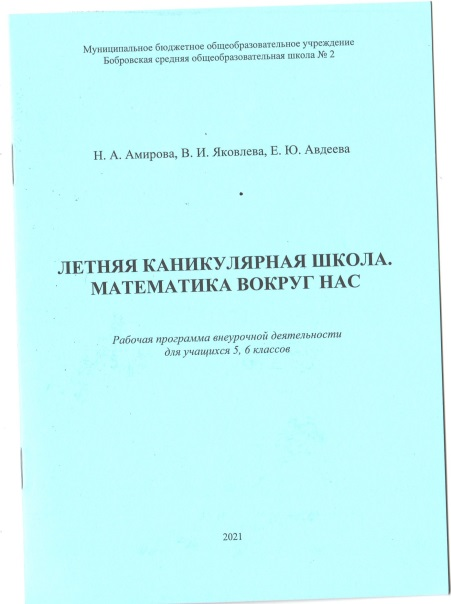 Муниципальное бюджетное общеобразовательное учреждение
Бобровская средняя общеобразовательная школа № 2
Н. А. Амирова, В. И. Яковлева, Е. Ю. Авдеева
ЛЕТНЯЯ КАНИКУЛЯРНАЯ ШКОЛА.
МАТЕМАТИКА ВОКРУГ НАС
Рабочая программа внеурочной деятельности
для учащихся 5, 6 классов
2021